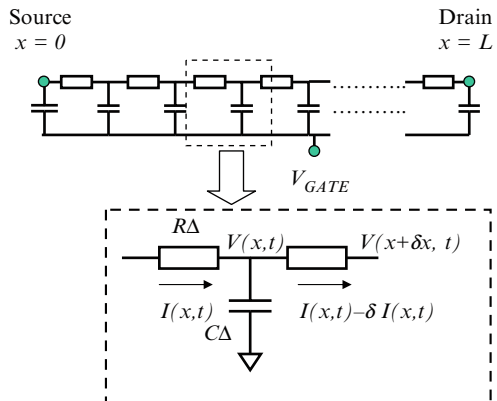 Source
x = 0
Drain
x = L
V_GATE
RΔ
V(x,t)
V(x+δx, t)
I(x,t)
I(x,t)–δ I(x,t)
CΔ